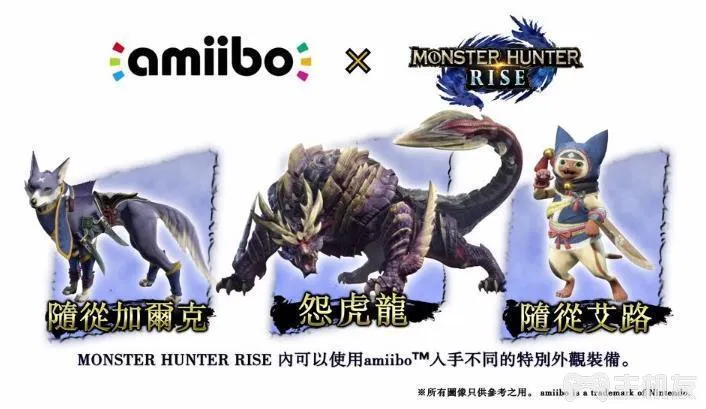 amiibo × MONSTER HUNTER RISE
隨從加爾克 怨虎龍 隨從艾路
MONSTER HUNTER RISE 內可以使用amiibo™入手不同的特別外觀裝備。
※所有圖像只供參考之用。 amiibo is a trademark of Nintendo.